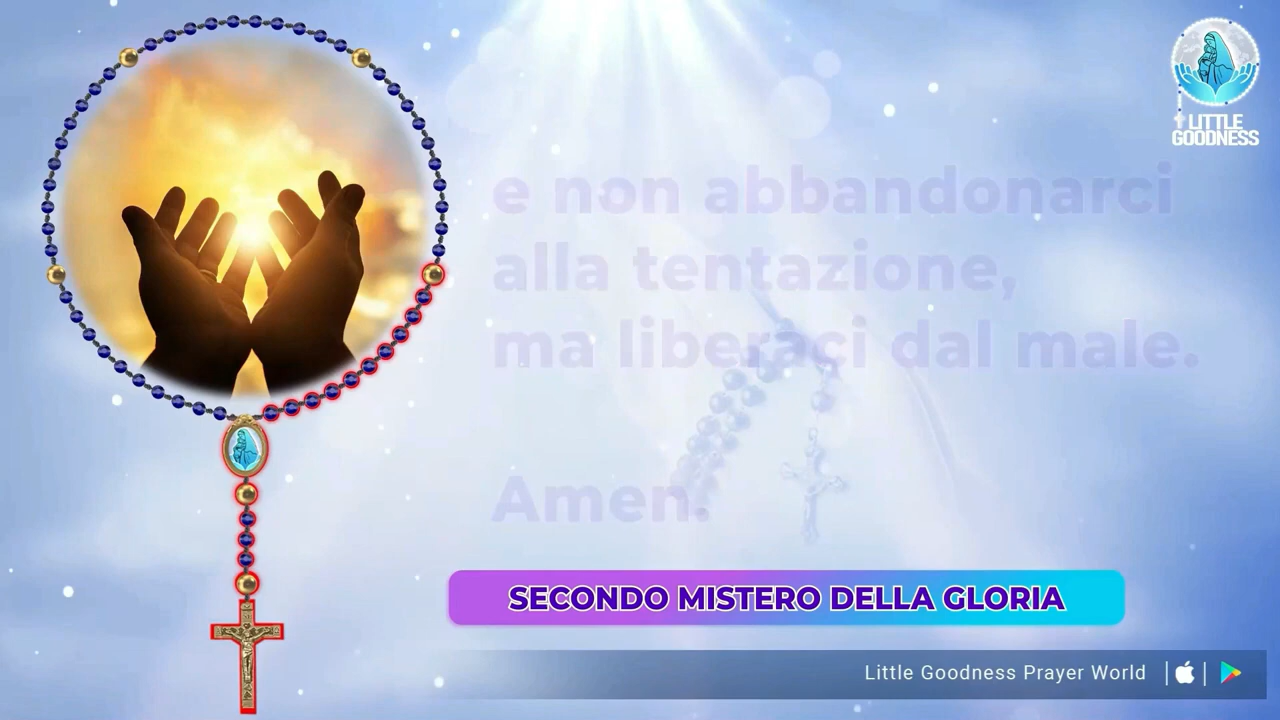 LITTLE
GOODNESS
e non abbandonarci
alla tentazione,
ma liberaci dal male.
Amen.
SECONDO MISTERO DELLA GLORIA
Little Goodness Prayer World